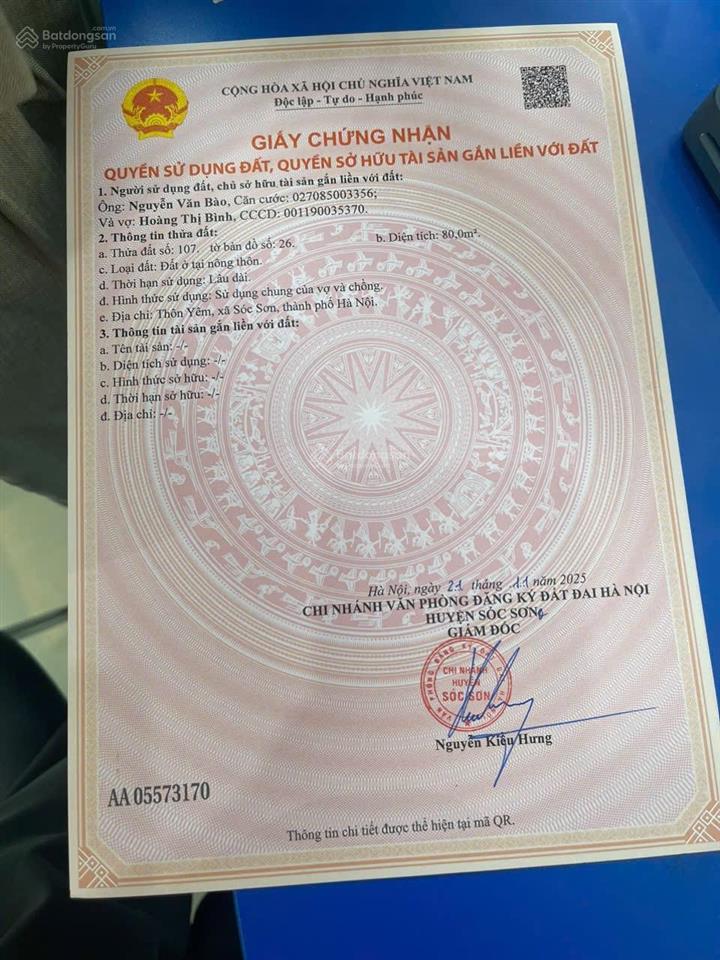 Batdongsan.com.vn
by PropertyGuru
CỘNG HÒA XÃ HỘI CHỦ NGHĨA VIỆT NAM
Độc lập - Tự do - Hạnh phúc
GIẤY CHỨNG NHẬN
QUYỀN SỬ DỤNG ĐẤT, QUYỀN SỞ HỮU TÀI SẢN GẮN LIỀN VỚI ĐẤT
1. Người sử dụng đất, chủ sở hữu tài sản gắn liền với đất:
Ông: Nguyễn Văn Bào, Căn cước: 027085003356;
Và vợ: Hoàng Thị Bình, CCCD: 001190035370.
2. Thông tin thửa đất:
a. Thửa đất số: 107, tờ bản đồ số: 26. b. Diện tích: 80,0m².
c. Loại đất: Đất ở tại nông thôn.
d. Thời hạn sử dụng: Lâu dài.
đ. Hình thức sử dụng: Sử dụng chung của vợ và chồng.
e. Địa chỉ: Thôn Yêm, xã Sóc Sơn, thành phố Hà Nội.
3. Thông tin tài sản gắn liền với đất:
a. Tên tài sản: -/-
b. Diện tích sử dụng: -/-
c. Hình thức sở hữu: -/-
d. Thời hạn sở hữu: -/-
đ. Địa chỉ: -/-
Batdongsan
Hà Nội, ngày 21 tháng 11 năm 2025
CHI NHÁNH VĂN PHÒNG ĐĂNG KÝ ĐẤT ĐAI HÀ NỘI
HUYỆN SÓC SƠN
GIÁM ĐỐC
CHI NHÁNH
HUYỆN
SÓC SƠN
Nguyễn Kiều Hưng
AA 05573170
Thông tin chi tiết được thể hiện tại mã QR.